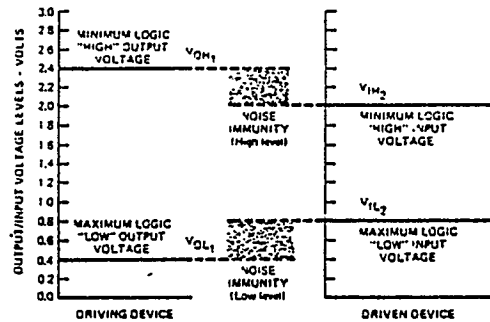 OUTPUT/INPUT VOLTAGE LEVELS - VOLTS
3.0
2.8
2.6
2.4
2.2
2.0
1.8
1.6
1.4
1.2
1.0
0.8
0.6
0.4
0.2
0.0
MINIMUM LOGIC
"HIGH" OUTPUT
VOLTAGE
VOH1
NOISE
IMMUNITY
(High level)
VIH2
MINIMUM LOGIC
"HIGH" INPUT
VOLTAGE
MAXIMUM LOGIC
"LOW" OUTPUT
VOLTAGE
VOL1
NOISE
IMMUNITY
(Low level)
VIL2
MAXIMUM LOGIC
"LOW" INPUT
VOLTAGE
DRIVING DEVICE
DRIVEN DEVICE